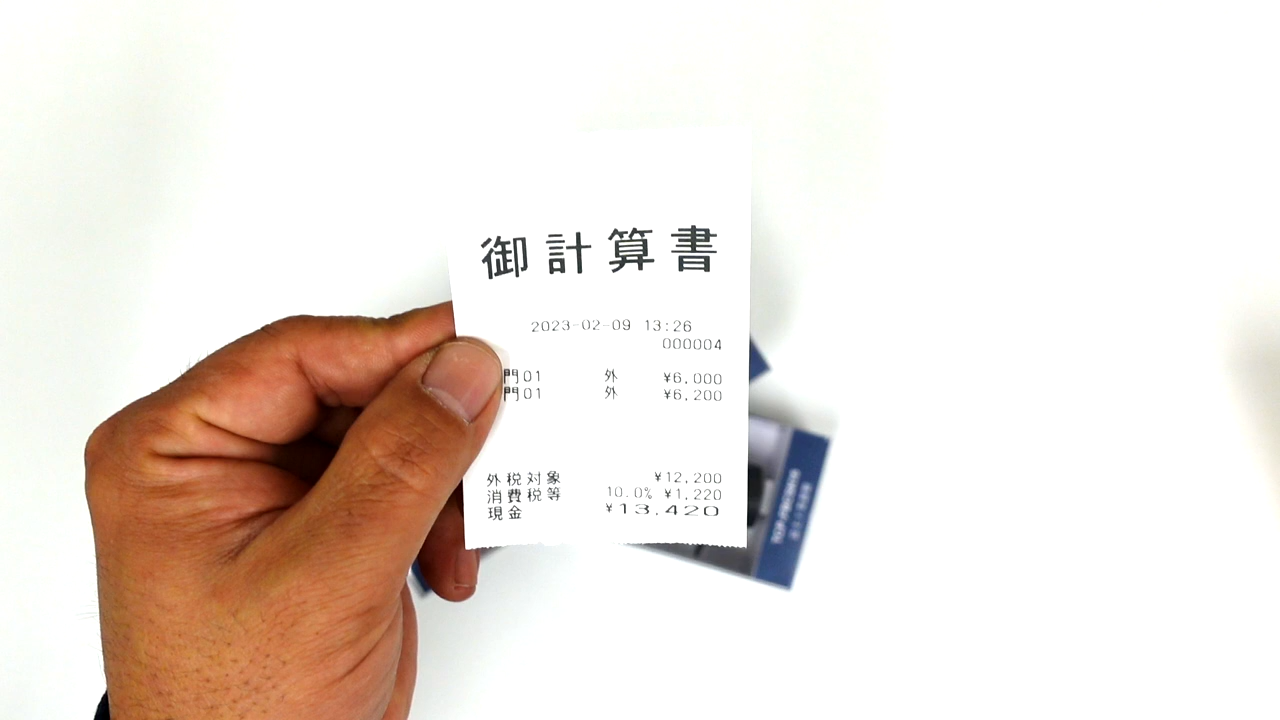 御計算書
2023-02-09 13:26
000004
門01 外 ¥6,000
門01 外 ¥6,200
外税対象 ¥12,200
消費税等 10.0% ¥1,220
現金 ¥13,420